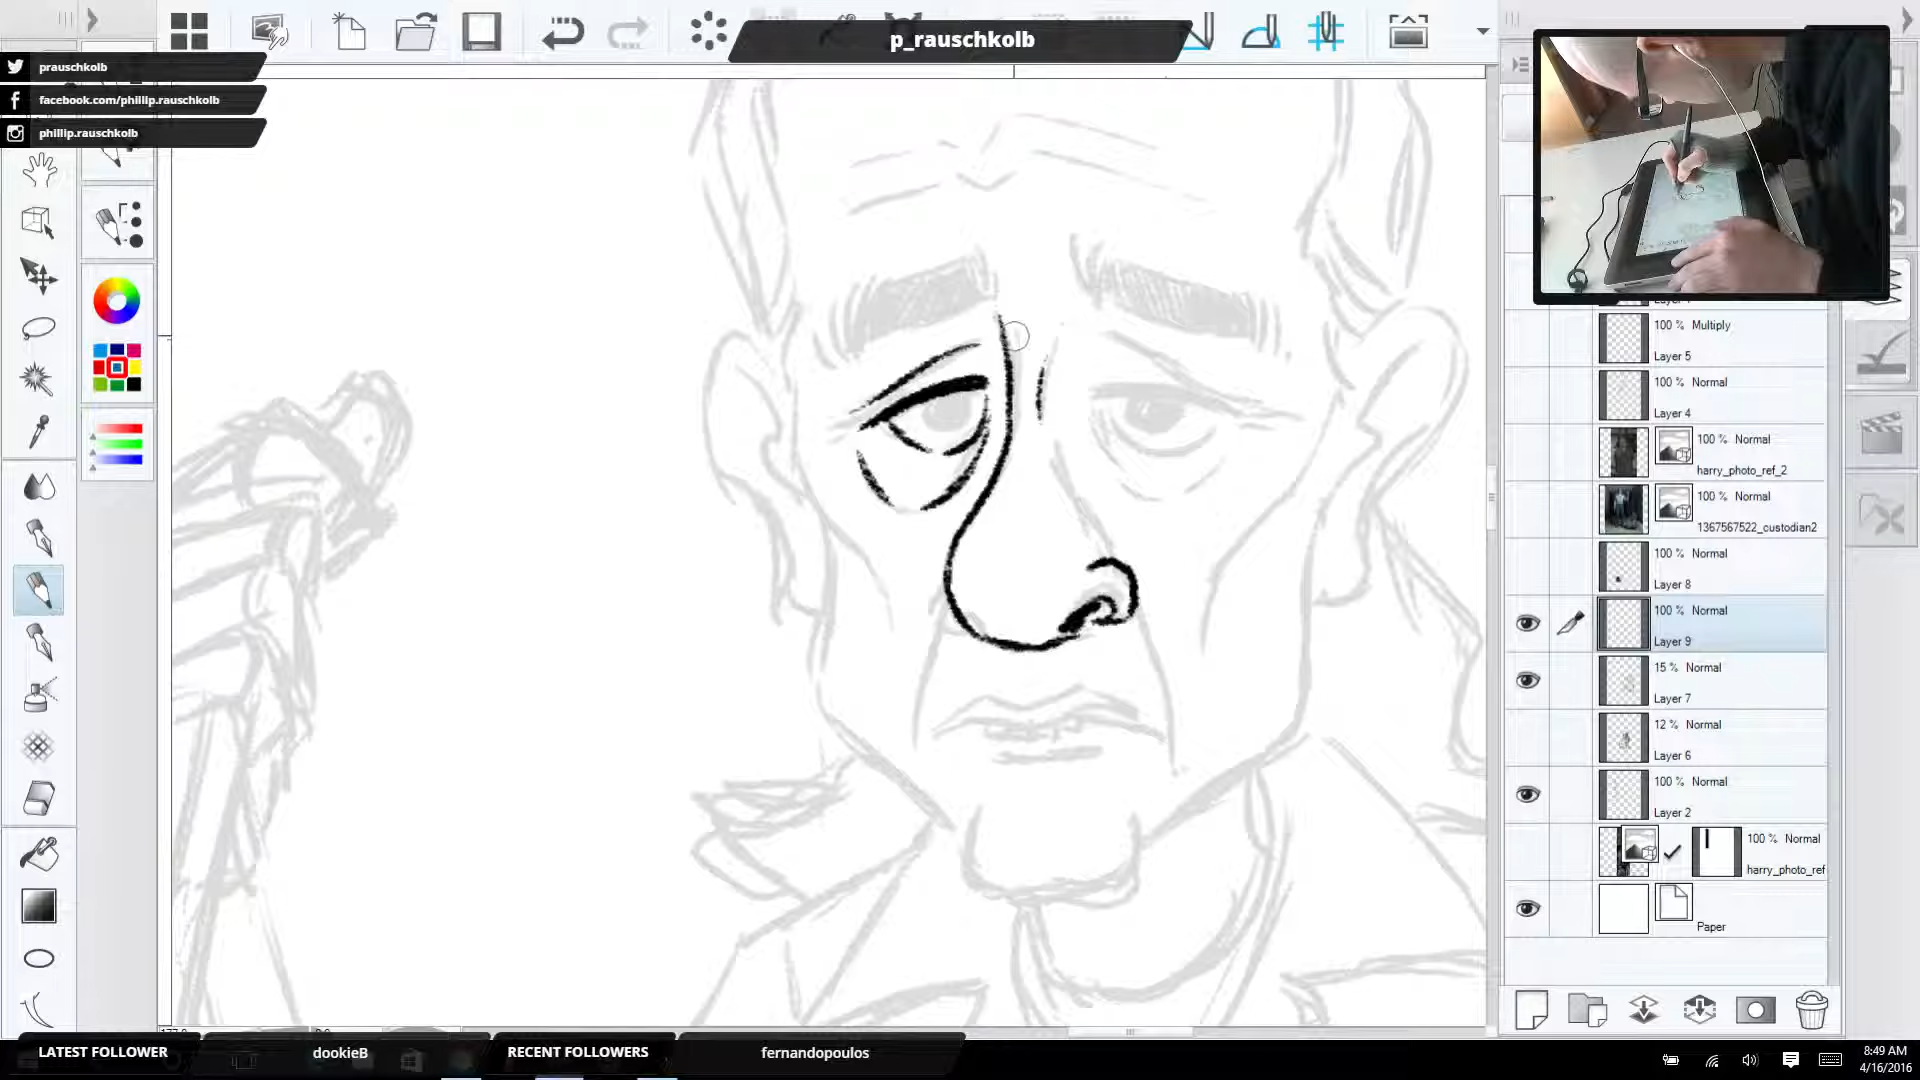 p_rauschkolb
prauschkolb
facebook.com/phillip.rauschkolb
phillip.rauschkolb
100 % Multiply
Layer 5
100 % Normal
Layer 4
100 % Normal
harry_photo_ref_2
100 % Normal
1367567522_custodian2
100 % Normal
Layer 8
100 % Normal
Layer 9
15 % Normal
Layer 7
12 % Normal
Layer 6
100 % Normal
Layer 2
100 % Normal
harry_photo_ref
Paper
LATEST FOLLOWER
dookieB
RECENT FOLLOWERS
fernandopoulos
8:49 AM
4/16/2016